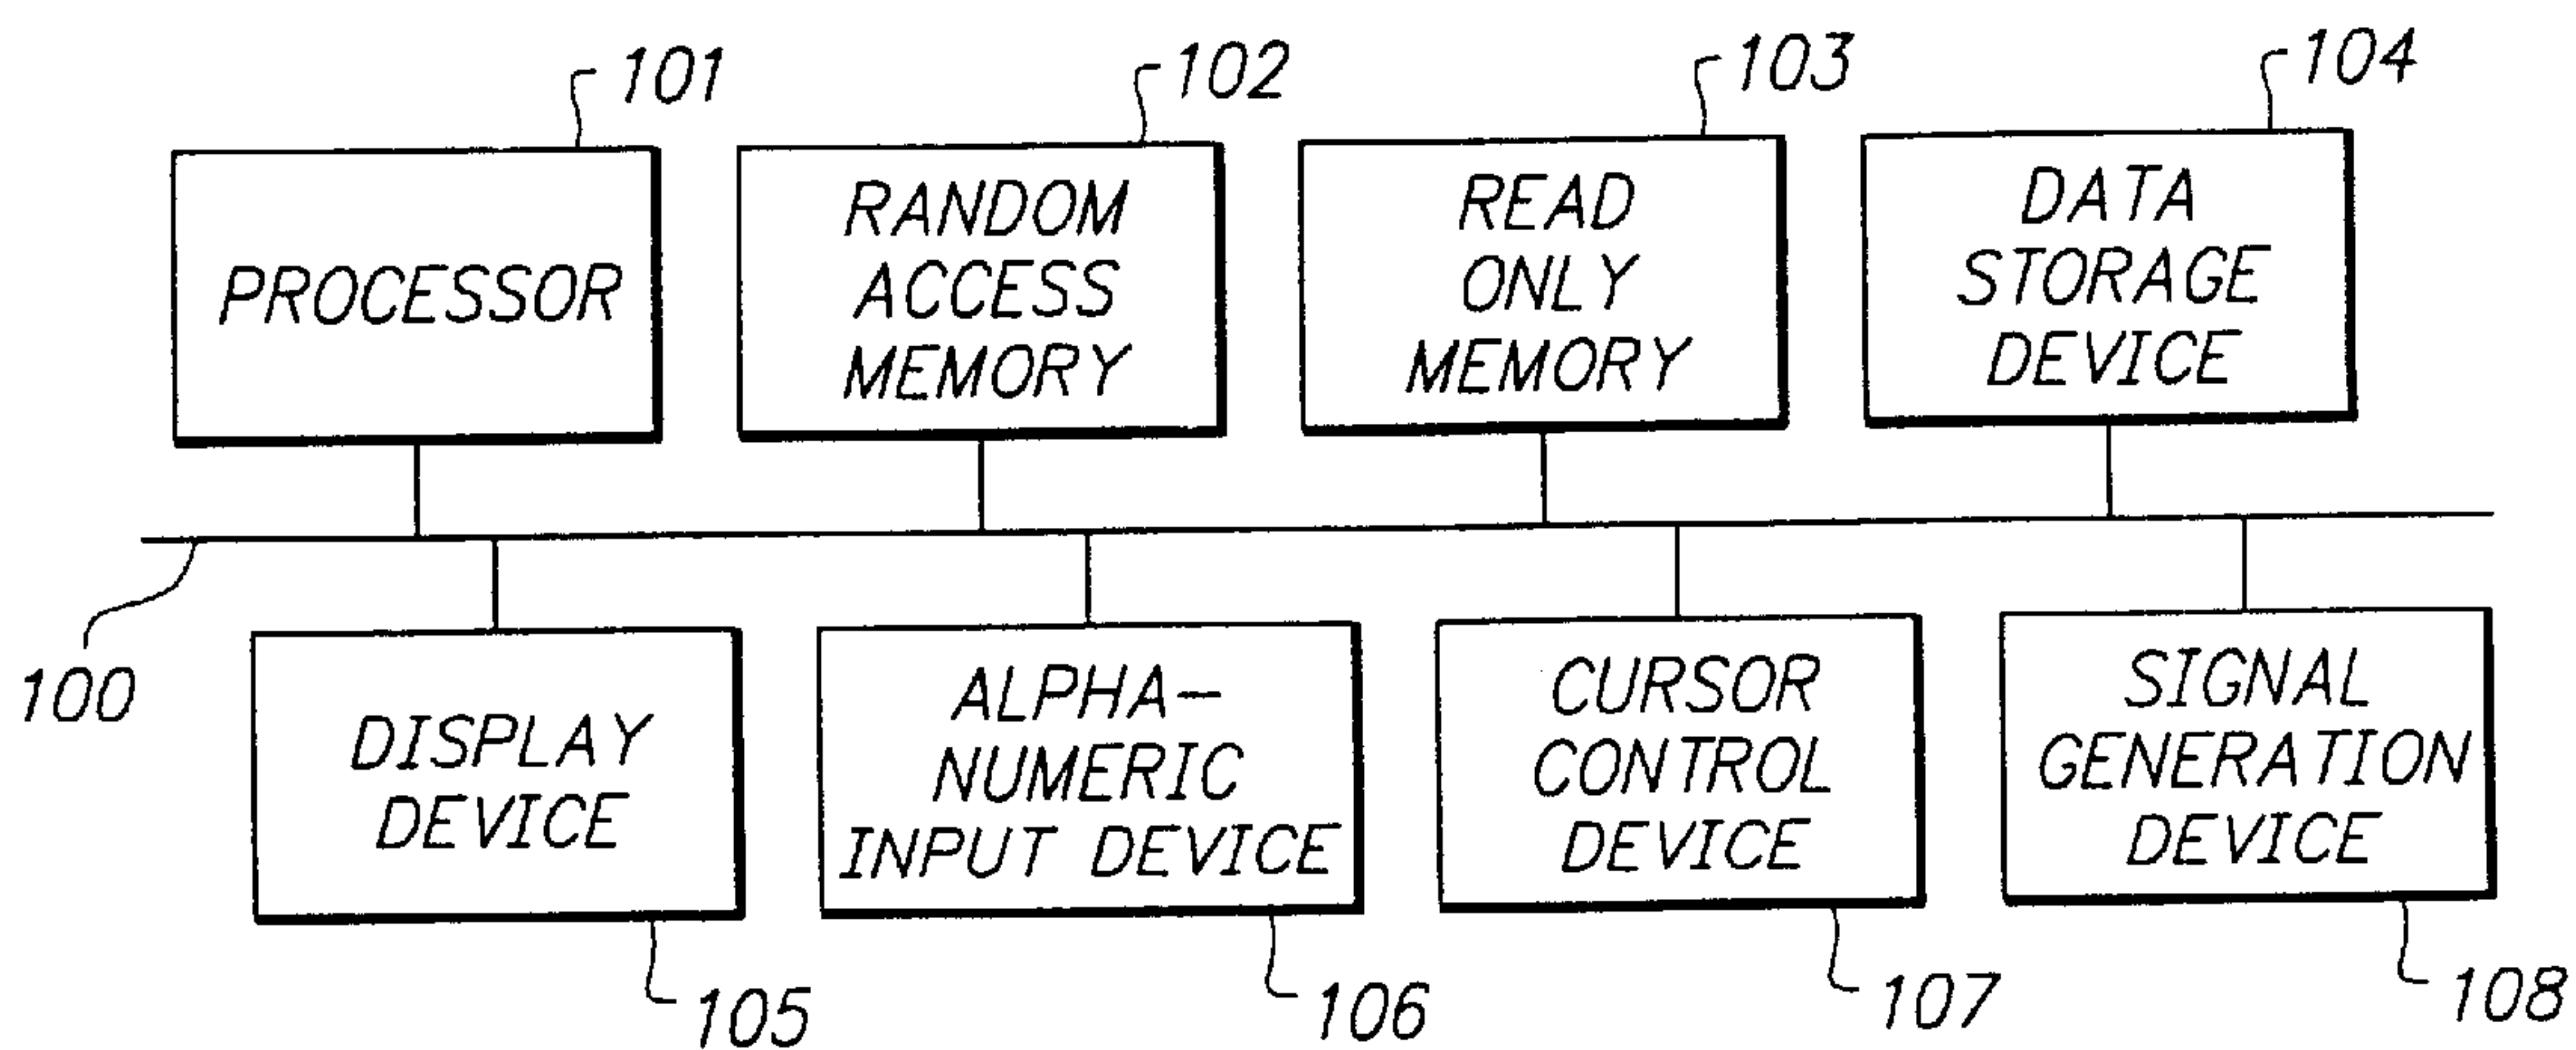 101
PROCESSOR
102
RANDOM
ACCESS
MEMORY
103
READ
ONLY
MEMORY
104
DATA
STORAGE
DEVICE
100
DISPLAY
DEVICE
105
ALPHA-
NUMERIC
INPUT DEVICE
106
CURSOR
CONTROL
DEVICE
107
SIGNAL
GENERATION
DEVICE
108